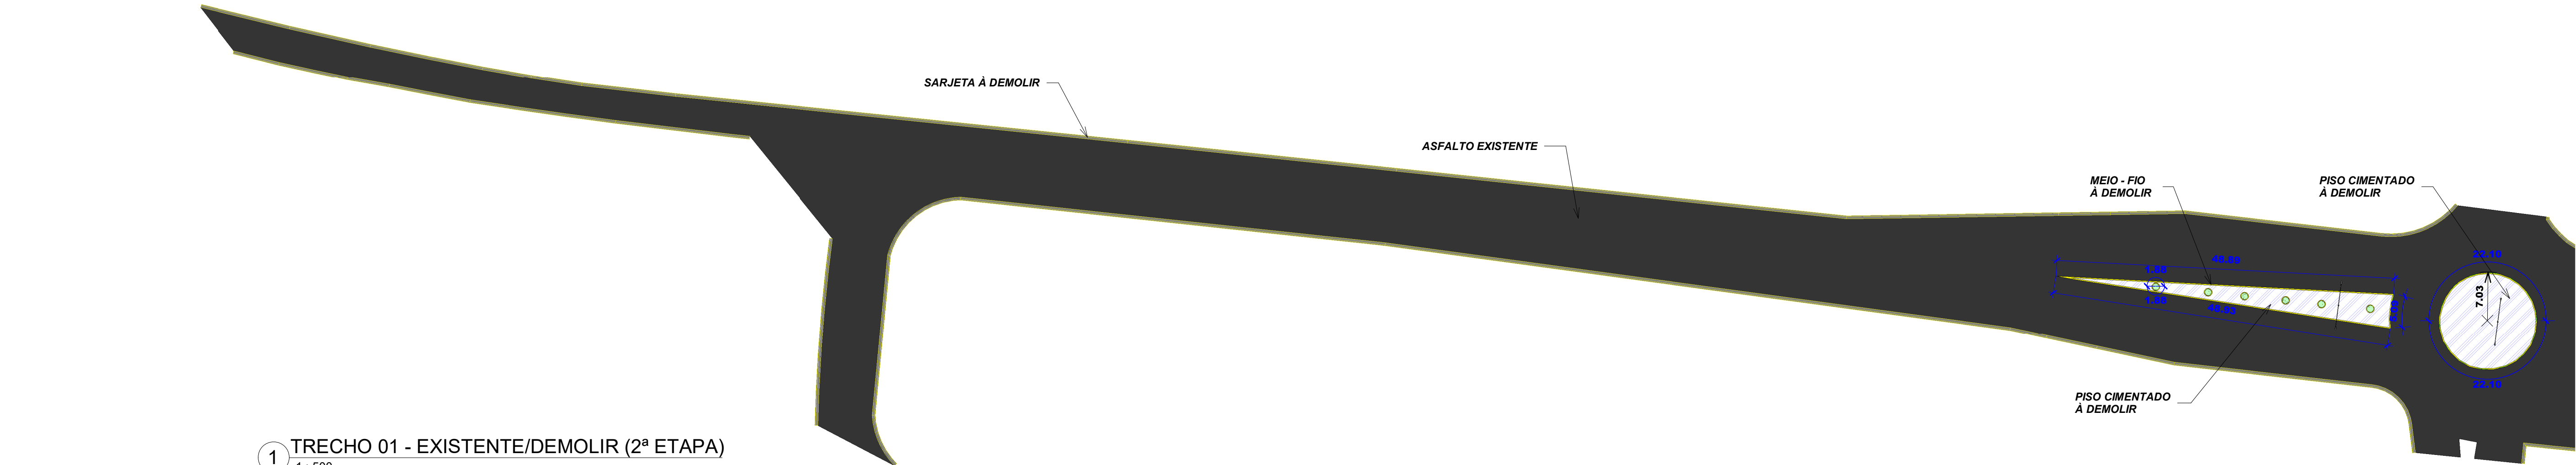 SARJETA À DEMOLIR
ASFALTO EXISTENTE
MEIO - FIO
À DEMOLIR
PISO CIMENTADO
À DEMOLIR
48.89
22.10
1.88
7.03
1.88
48.93
22.10
PISO CIMENTADO
À DEMOLIR
1 TRECHO 01 - EXISTENTE/DEMOLIR (2ª ETAPA)